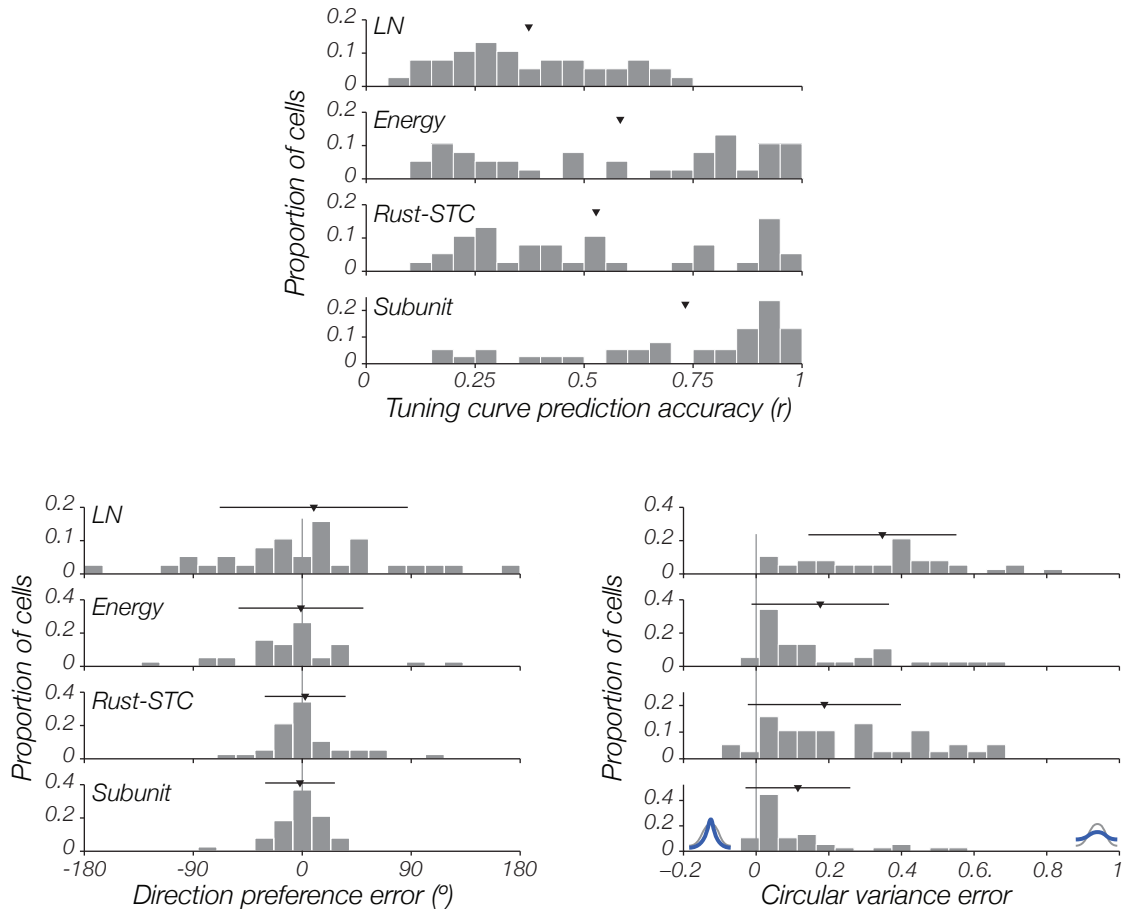 0.2
LN
0.1
0
0.2
Energy
0.1
0
0.2
Rust-STC
0.1
0
Subunit
0.2
0.1
0
Proportion of cells
0 0.25 0.5 0.75 1
Tuning curve prediction accuracy (r)
0.2
LN
0.1
0
0.4
Energy
0.2
0
0.4
Rust-STC
0.2
0
0.4
Subunit
0.2
0
Proportion of cells
-180 -90 0 90 180
Direction preference error (º)
0.4
0.2
0
0.4
0.2
0
0.2
0.1
0
0.4
0.2
0
Proportion of cells
−0.2 0 0.2 0.4 0.6. 0.8 1
Circular variance error